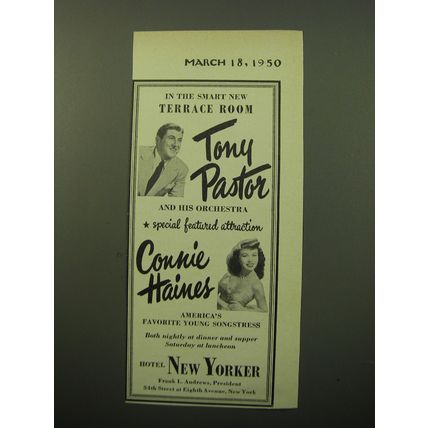 MARCH 18, 1950
IN THE SMART NEW
TERRACE ROOM
Tony
Pastor
AND HIS ORCHESTRA
★ special featured attraction
Connie
Haines
AMERICA'S
FAVORITE YOUNG SONGSTRESS
Both nightly at dinner and supper
Saturday at luncheon
HOTEL NEW YORKER
Frank L. Andrews, President
34th Street at Eighth Avenue, New York